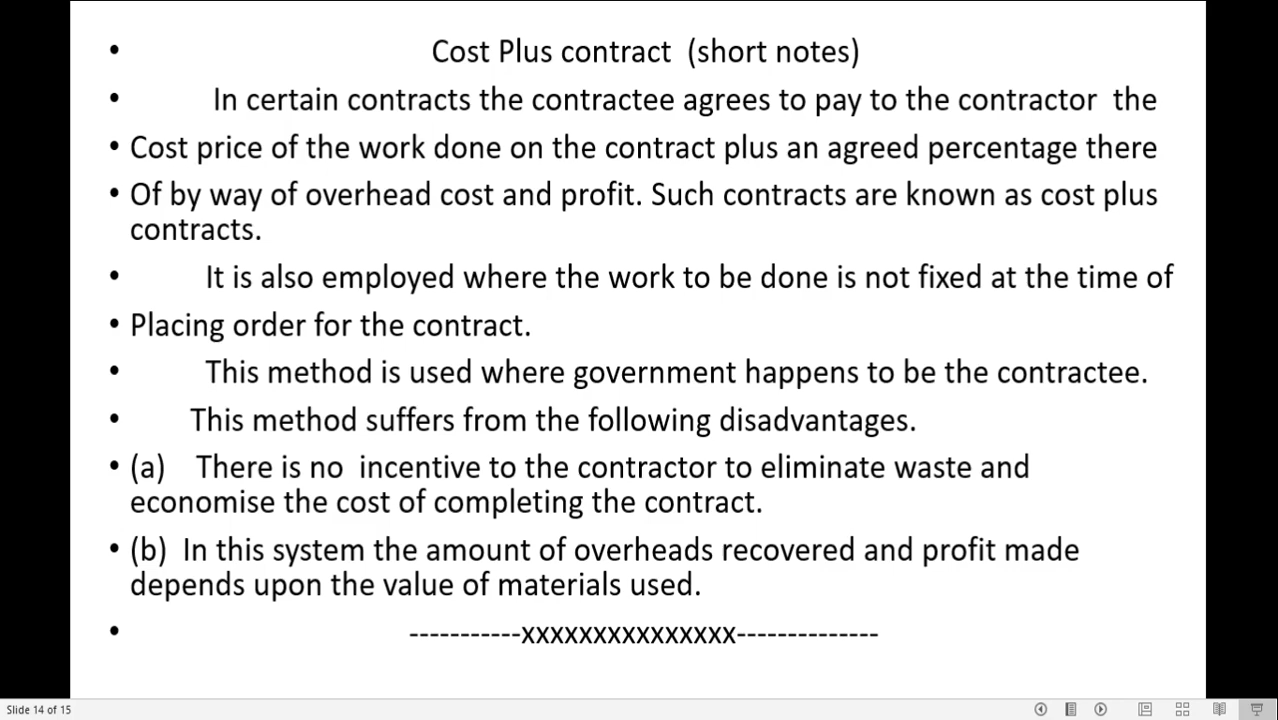 • Cost Plus contract (short notes)
• In certain contracts the contractee agrees to pay to the contractor the
• Cost price of the work done on the contract plus an agreed percentage there
• Of by way of overhead cost and profit. Such contracts are known as cost plus
contracts.
• It is also employed where the work to be done is not fixed at the time of
• Placing order for the contract.
• This method is used where government happens to be the contractee.
• This method suffers from the following disadvantages.
• (a) There is no incentive to the contractor to eliminate waste and
economise the cost of completing the contract.
• (b) In this system the amount of overheads recovered and profit made
depends upon the value of materials used.
• -----------xxxxxxxxxxxxxxx--------------
Slide 14 of 15